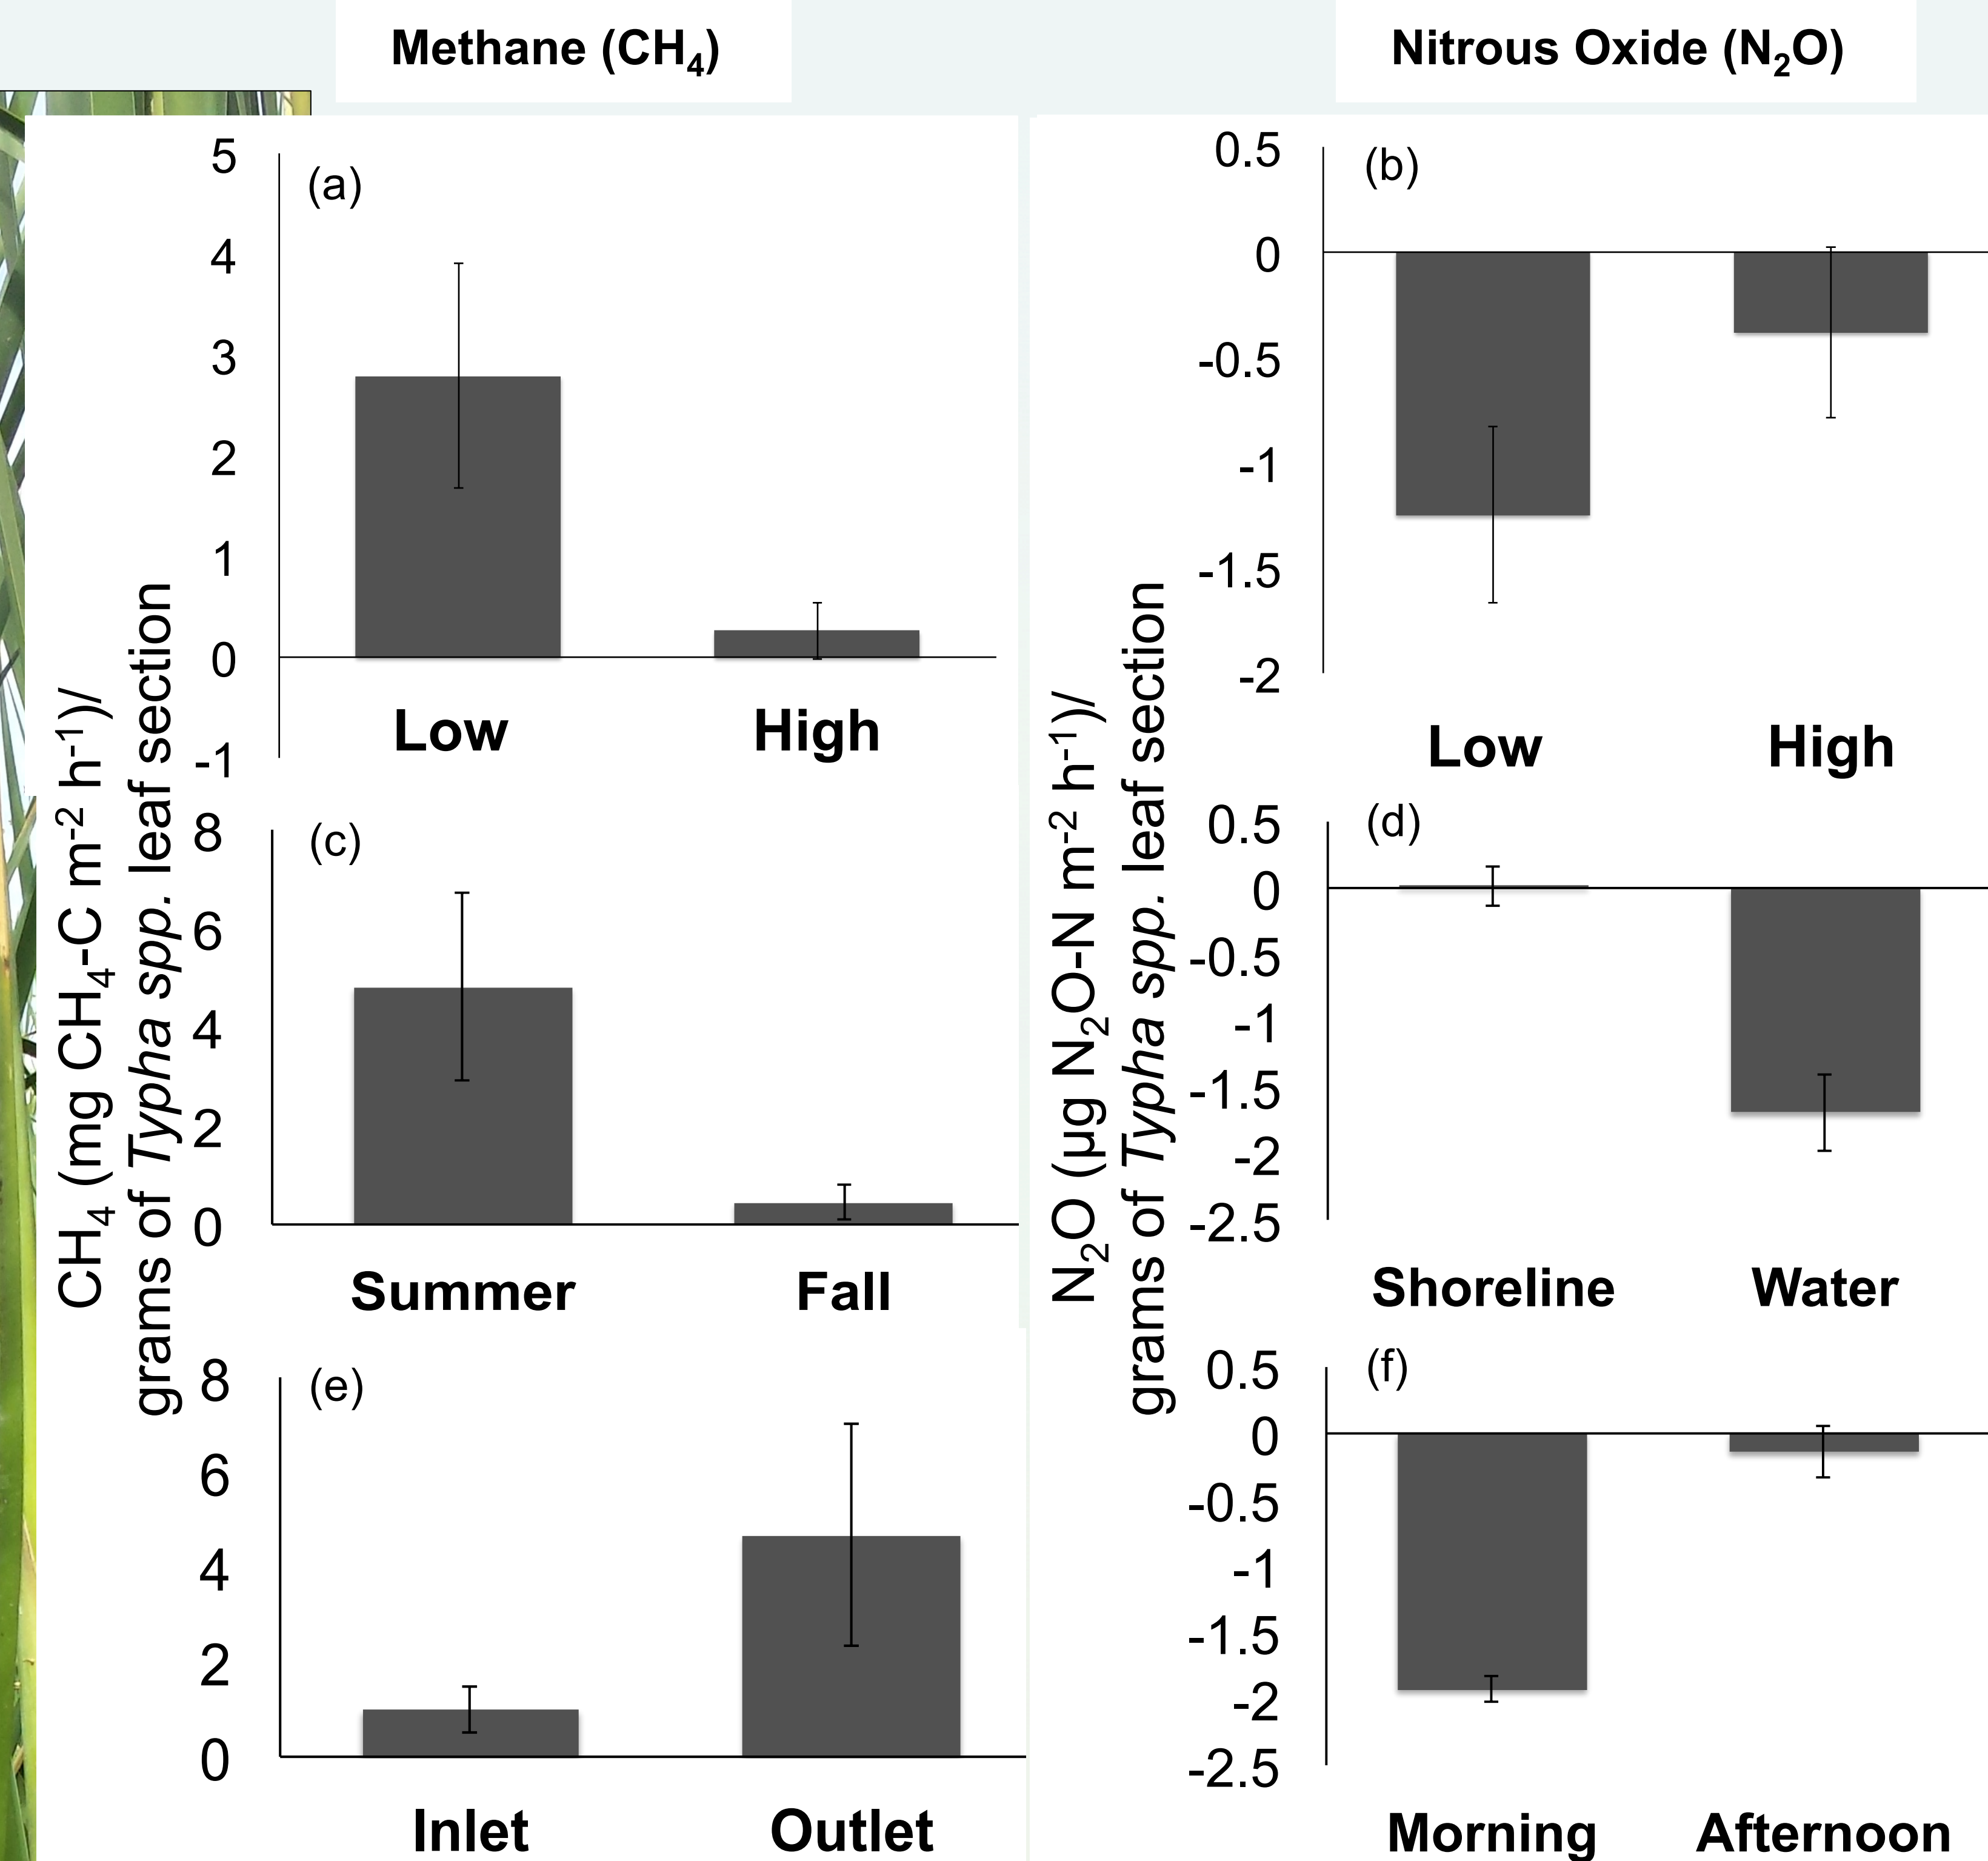 Methane (CH₄)
Nitrous Oxide (N₂O)
CH₄ (mg CH₄-C m⁻² h⁻¹)/
grams of Typha spp. leaf section
(a)
5
4
3
2
1
0
-1
Low High
(c)
8
6
4
2
0
Summer Fall
(e)
8
6
4
2
0
Inlet Outlet
N₂O (µg N₂O-N m⁻² h⁻¹)/
grams of Typha spp. leaf section
(b)
0.5
0
-0.5
-1
-1.5
-2
Low High
(d)
0.5
0
-0.5
-1
-1.5
-2
-2.5
Shoreline Water
(f)
0.5
0
-0.5
-1
-1.5
-2
-2.5
Morning Afternoon